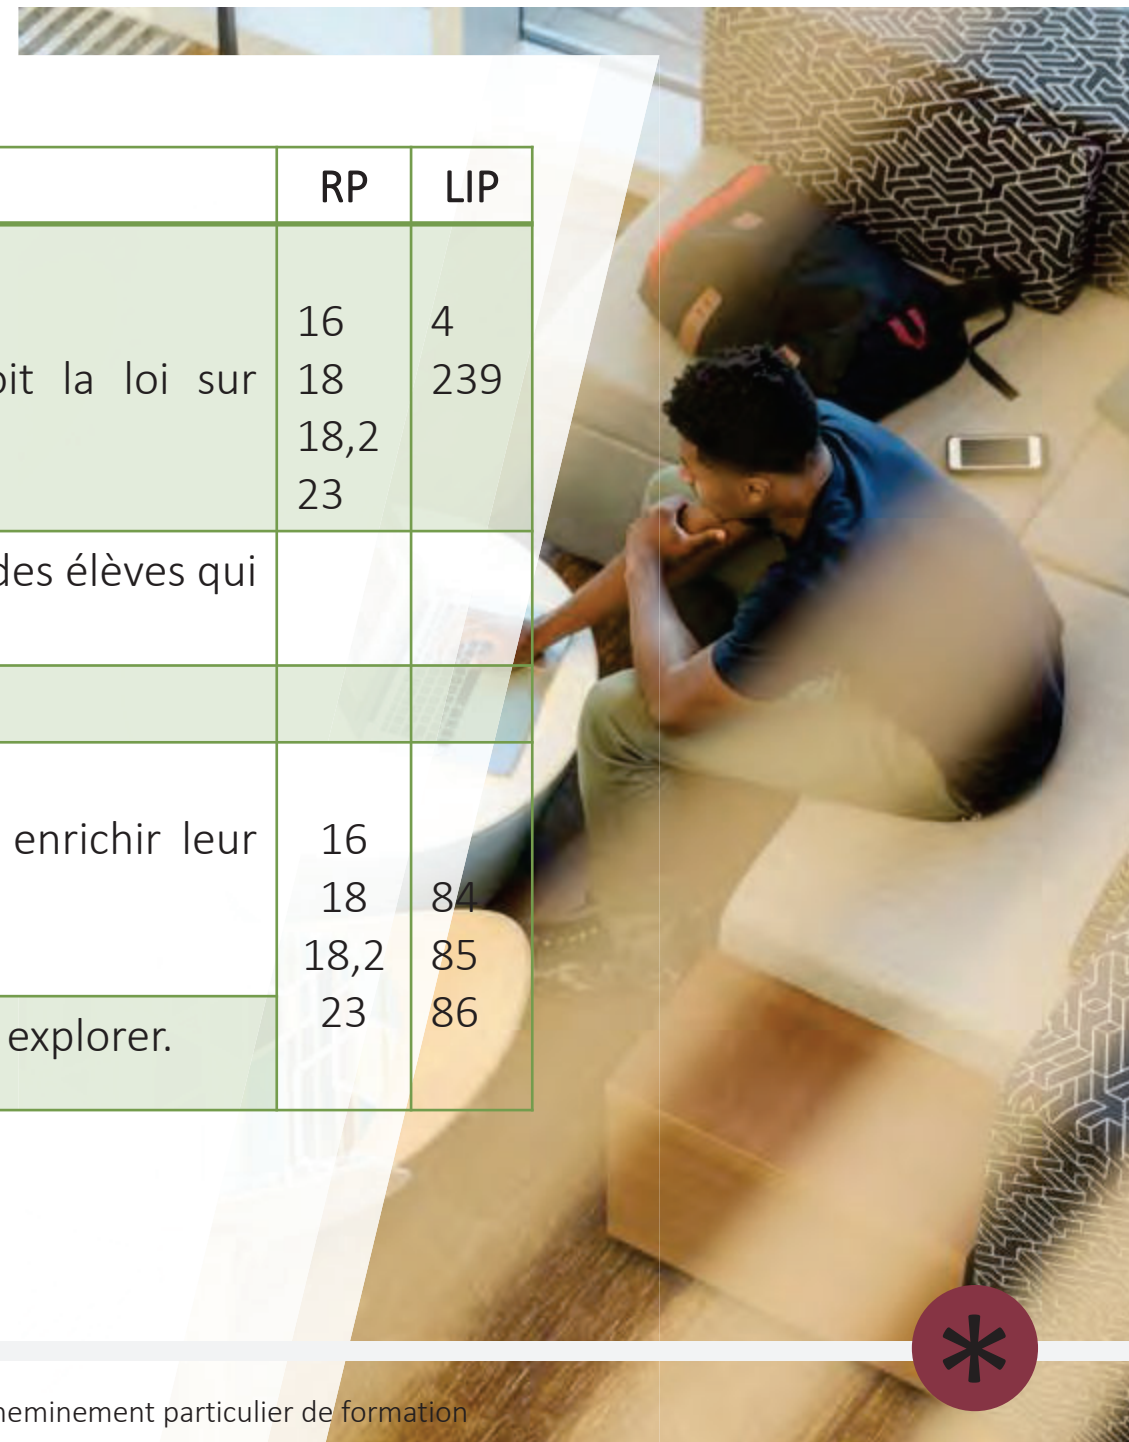 RP LIP
16 4
oit la loi sur 18 239
18,2
23
des élèves qui
enrichir leur 16
18 84
18,2 85
23 86
explorer.
*
heminement particulier de formation